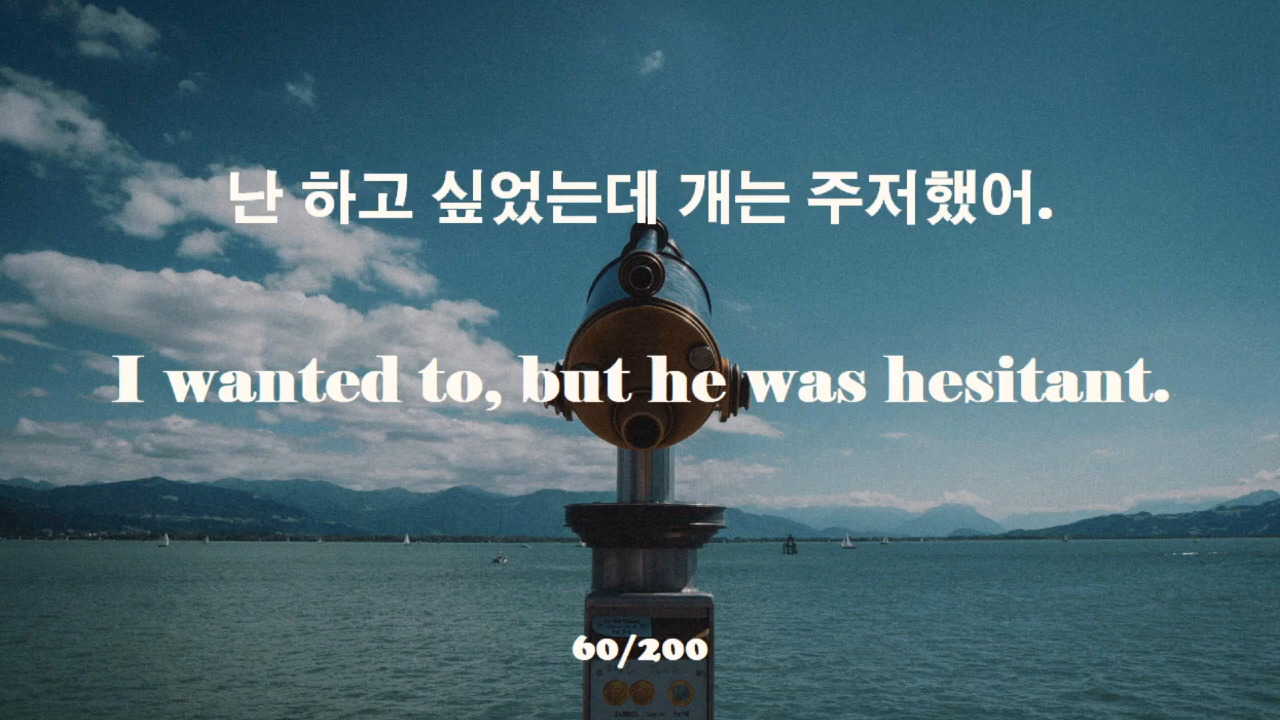 난 하고 싶었는데 개는 주저했어.
I wanted to, but he was hesitant.
60/200